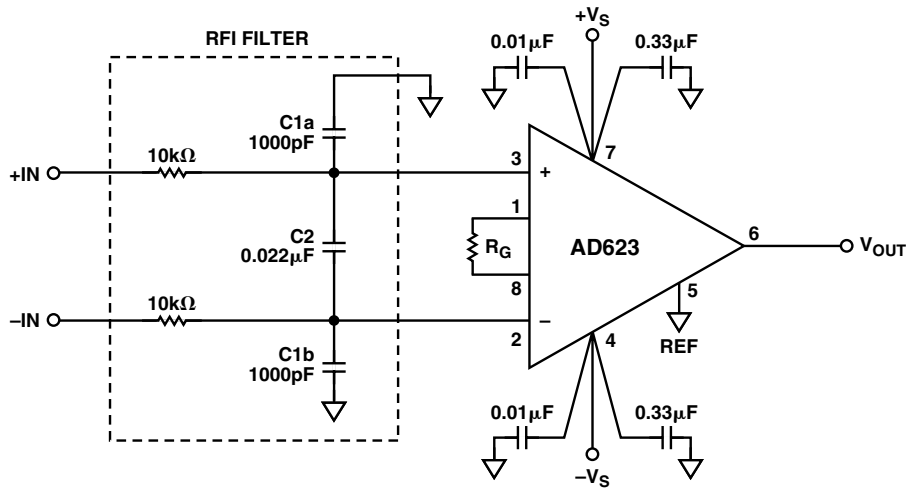 RFI FILTER
+V_S
0.01μF
0.33μF
C1a
1000pF
10kΩ
+IN
3
+
7
1
C2
0.022μF
R_G
AD623
6
V_OUT
8
5
10kΩ
–IN
–
2
4
REF
C1b
1000pF
0.01μF
0.33μF
–V_S